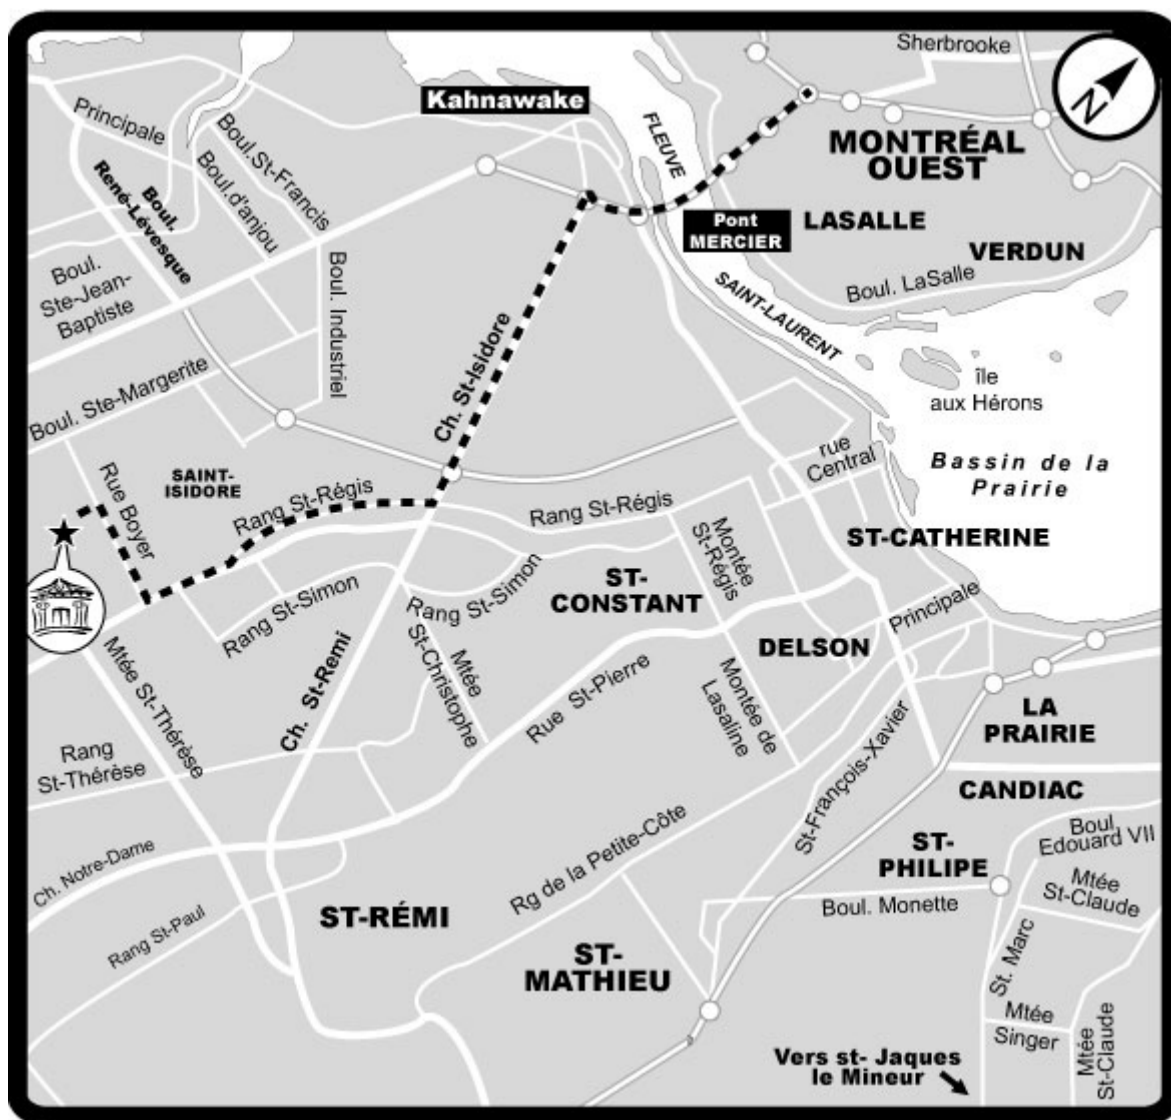 Sherbrooke
N
Kahnawake
Principale
Boul.St-Francis
Boul.d'anjou
Boul.
René-Lévesque
FLEUVE
MONTRÉAL
OUEST
Pont
MERCIER
LASALLE
VERDUN
Boul. LaSalle
SAINT-LAURENT
Boul.
Ste-Jean-
Baptiste
Boul. Industriel
Ch. St-Isidore
île
aux Hérons
Boul. Ste-Margerite
rue
Central
Bassin de la
Prairie
SAINT-
ISIDORE
Rue Boyer
Rang St-Régis
Rang St-Régis
Montée
St-Régis
ST-CATHERINE
Rang St-Simon
Rang St-Simon
ST-
CONSTANT
Principale
Mtée St-Thérèse
Ch. St-Remi
Mtée
St-Christophe
Rue St-Pierre
DELSON
Montée de
Lasaline
Rang
St-Thérèse
St-François-Xavier
LA
PRAIRIE
CANDIAC
Ch. Notre-Dame
Rg de la Petite-Côte
ST-
PHILIPE
Boul.
Edouard VII
Mtée
St-Claude
Boul. Monette
Rang St-Paul
ST-RÉMI
ST-
MATHIEU
St. Marc
Mtée
Singer
Mtée
St-Claude
Vers st- Jaques
le Mineur